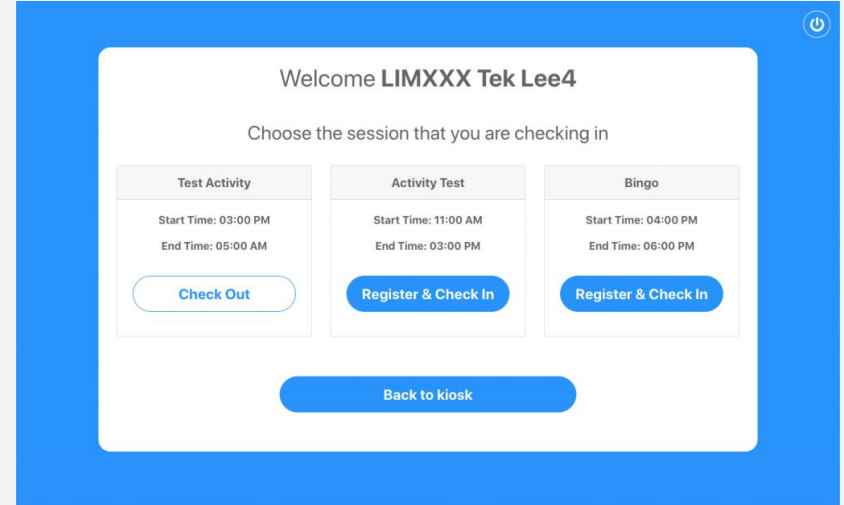 Welcome LIMXXX Tek Lee4
Choose the session that you are checking in
Test Activity
Start Time: 03:00 PM
End Time: 05:00 AM
Check Out
Activity Test
Start Time: 11:00 AM
End Time: 03:00 PM
Register & Check In
Bingo
Start Time: 04:00 PM
End Time: 06:00 PM
Register & Check In
Back to kiosk